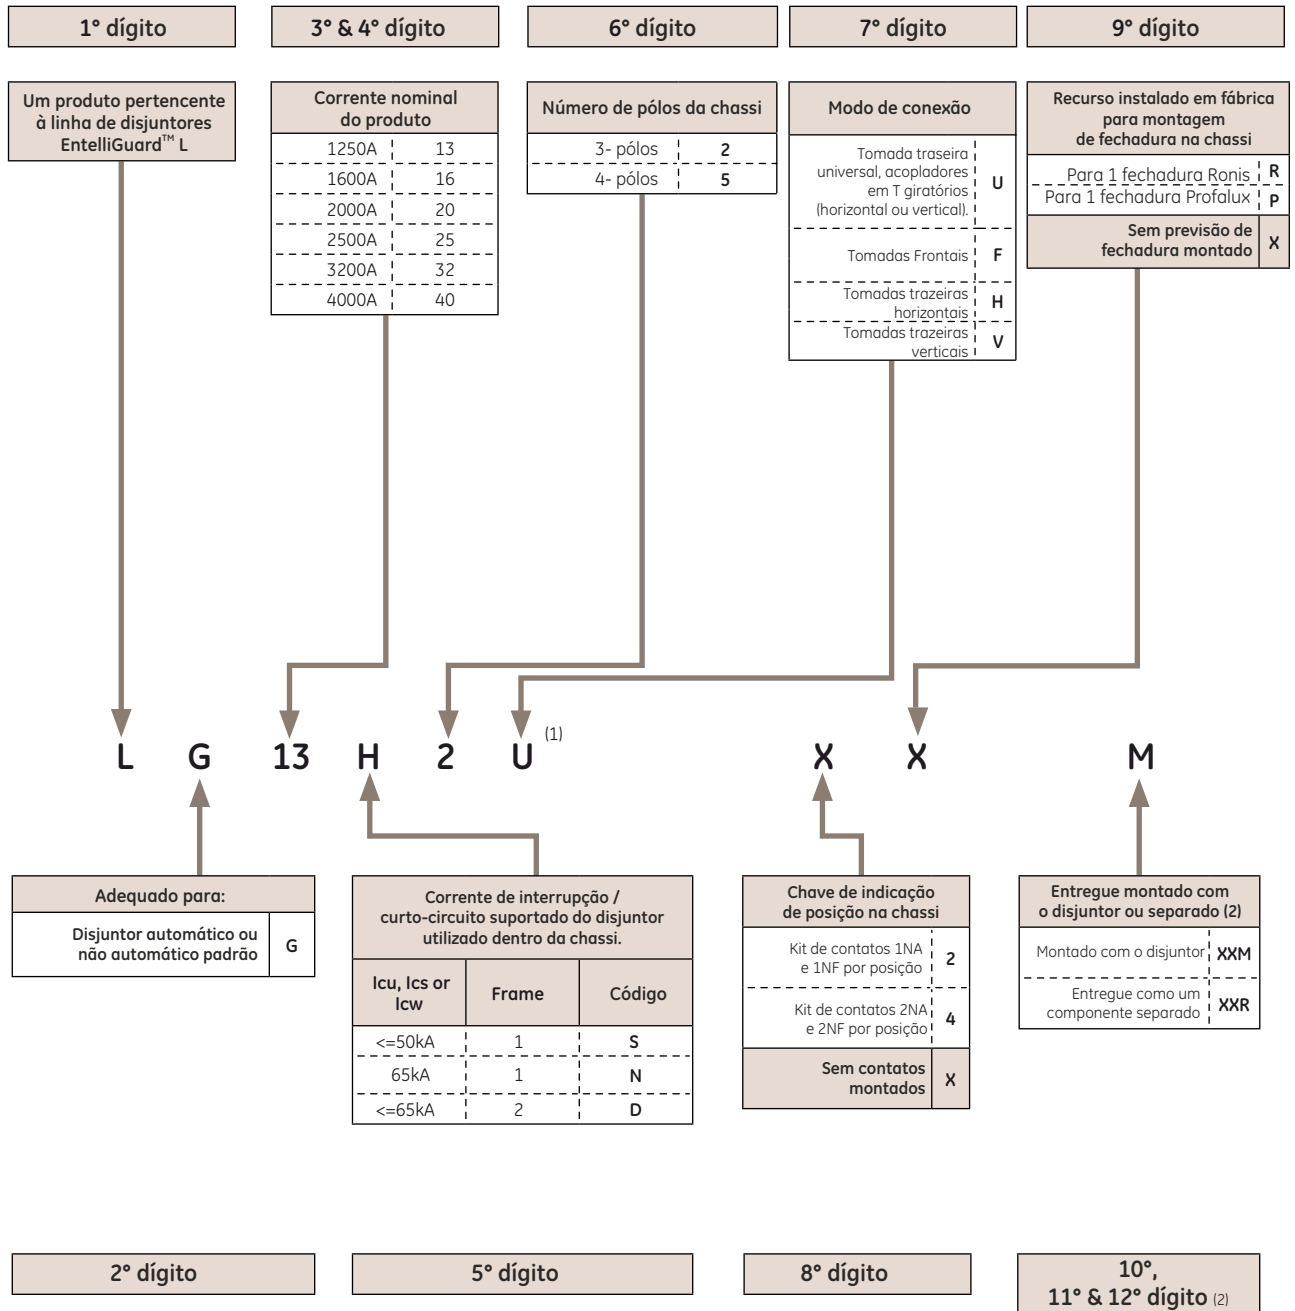 1° dígito
3° & 4° dígito
6° dígito
7° dígito
9° dígito
Um produto pertencente
à linha de disjuntores
EntelliGuard™ L
Corrente nominal
do produto
1250A 13
1600A 16
2000A 20
2500A 25
3200A 32
4000A 40
Número de pólos da chassi
3- pólos 2
4- pólos 5
Modo de conexão
Tomada traseira
universal, acopladores
em T giratórios
(horizontal ou vertical).
U
Tomadas Frontais F
Tomadas trazeiras
horizontais
H
Tomadas trazeiras
verticais
V
Recurso instalado em fábrica
para montagem
de fechadura na chassi
Para 1 fechadura Ronis R
Para 1 fechadura Profalux P
Sem previsão de
fechadura montado
X
L G 13 H 2 U (1) X X M
Adequado para:
Disjuntor automático ou
não automático padrão
G
Corrente de interrupção /
curto-circuito suportado do disjuntor
utilizado dentro da chassi.
Icu, Ics or
Icw
Frame
Código
<=50kA 1 S
65kA 1 N
<=65kA 2 D
Chave de indicação
de posição na chassi
Kit de contatos 1NA
e 1NF por posição
2
Kit de contatos 2NA
e 2NF por posição
4
Sem contatos
montados
X
Entregue montado com
o disjuntor ou separado (2)
Montado com o disjuntor XXM
Entregue como um
componente separado
XXR
2° dígito
5° dígito
8° dígito
10°,
11° & 12° dígito (2)